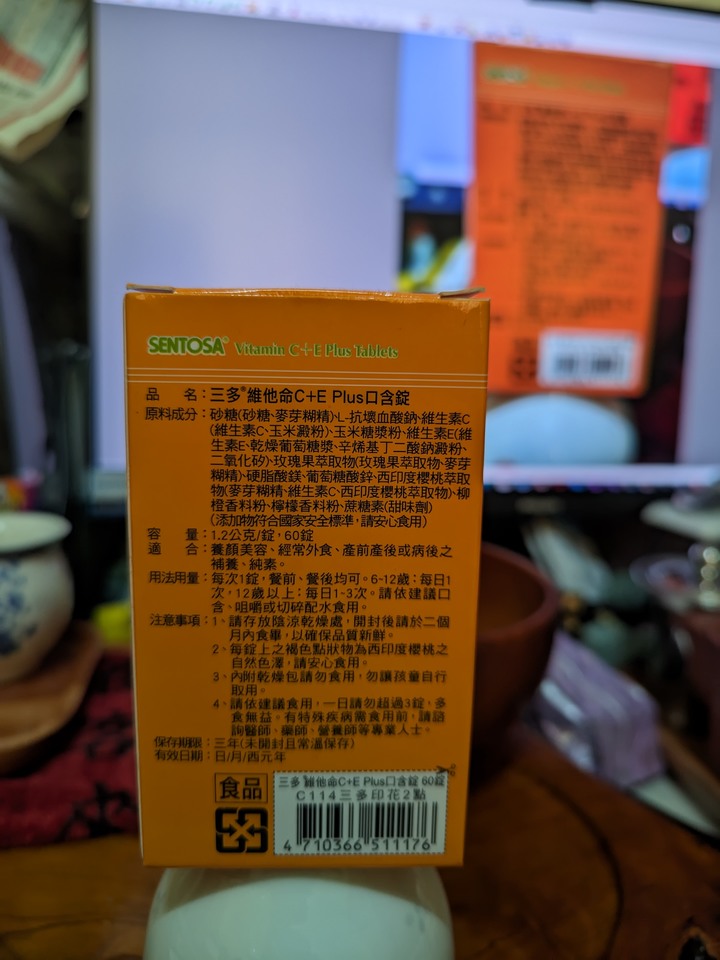 SENTOSA® Vitamin C+E Plus Tablets
品　名：三多®維他命C+E Plus口含錠
原料成分：砂糖(砂糖、麥芽糊精)、L-抗壞血酸鈉、維生素C
(維生素C、玉米澱粉)、玉米糖漿粉、維生素E(維
生素E、乾燥葡萄糖漿、辛烯基丁二酸鈉澱粉、
二氧化矽)、玫瑰果萃取物(玫瑰果萃取物、麥芽
糊精)、硬脂酸鎂、葡萄糖酸鋅、西印度櫻桃萃取
物(麥芽糊精、維生素C、西印度櫻桃萃取物)、柳
橙香料粉、檸檬香料粉、蔗糖素(甜味劑)
(添加物符合國家安全標準，請安心食用)
容　量：1.2公克/錠，60錠
適　合：養顏美容、經常外食、產前產後或病後之
補養、純素。
用法用量：每次1錠，餐前、餐後均可。6-12歲：每日1
次，12歲以上：每日1-3次。請依建議口
含、咀嚼或切碎配水食用。
注意事項：1、請存放陰涼乾燥處，開封後請於二個
月內食畢，以確保品質新鮮。
2、每錠上之褐色點狀物為西印度櫻桃之
自然色澤，請安心食用。
3、內附乾燥包請勿食用，勿讓孩童自行
取用。
4、請依建議食用，一日請勿超過3錠、多
食無益。有特殊疾病需食用前，請諮
詢醫師、藥師、營養師等專業人士。
保存期限：三年(未開封且常溫保存)
有效日期：日/月/西元年
食品
三多®維他命C+E Plus口含錠 60錠
C114三多印花2點
4 710366 511176